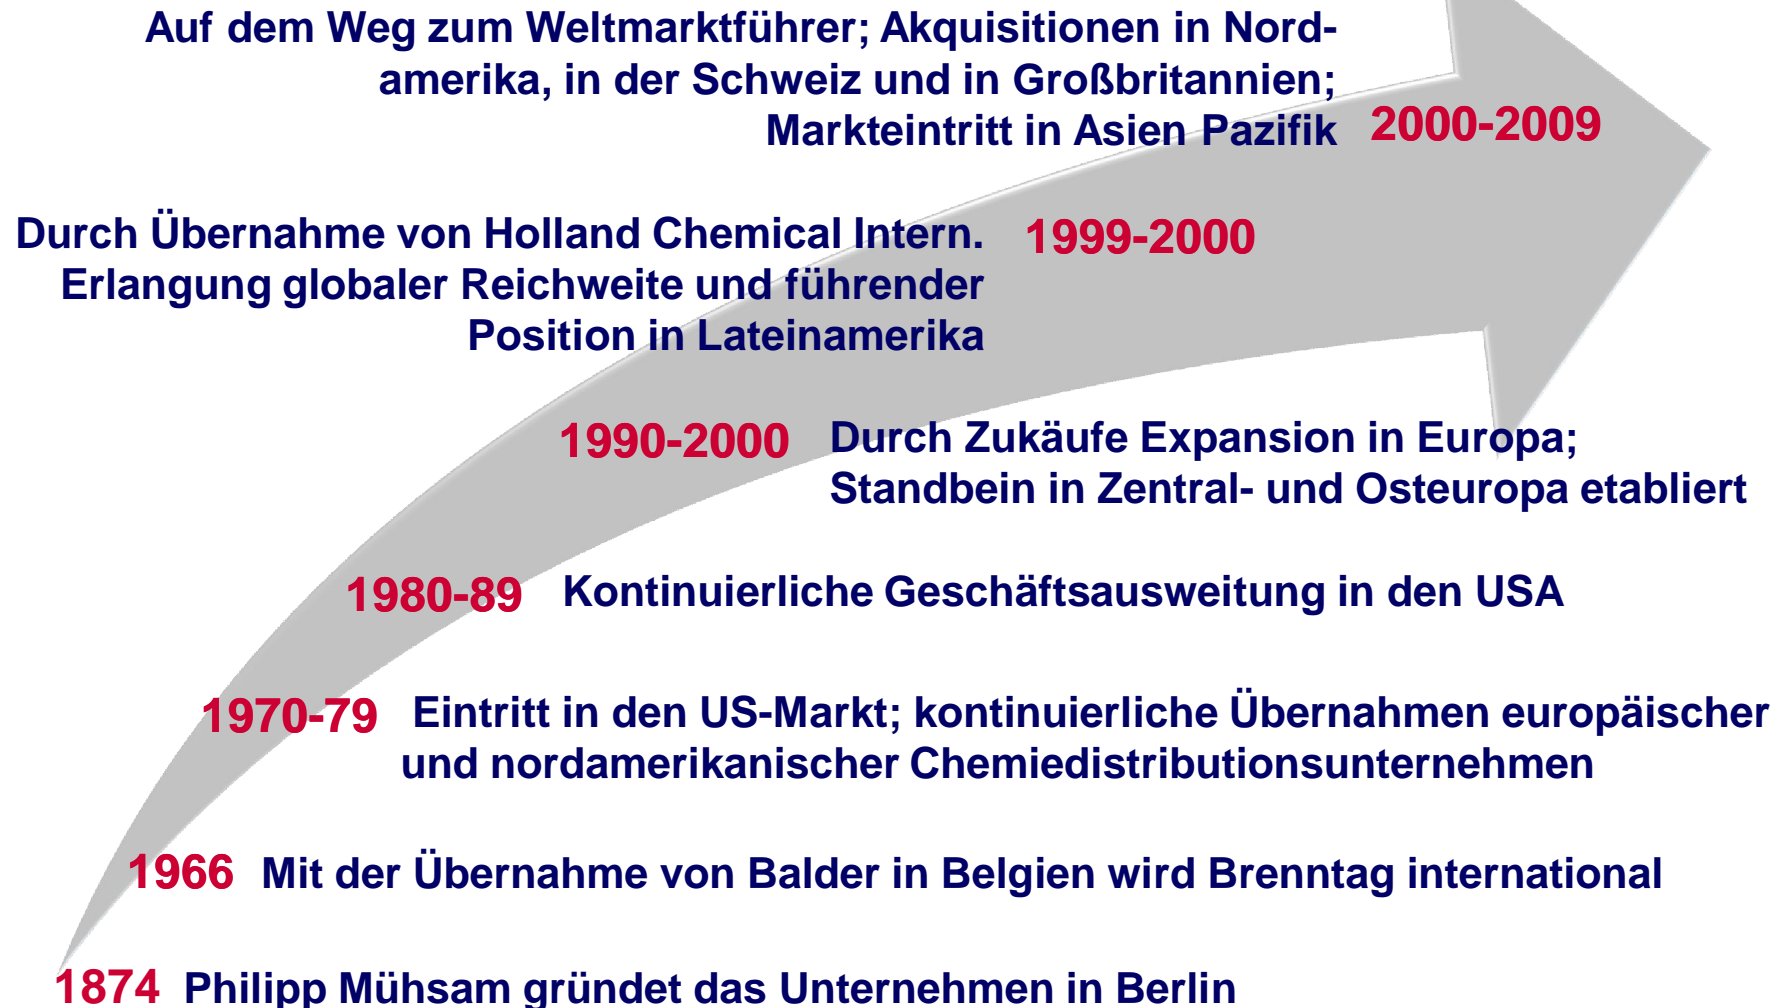 Auf dem Weg zum Weltmarktführer; Akquisitionen in Nord-
amerika, in der Schweiz und in Großbritannien;
Markteintritt in Asien Pazifik 2000-2009
Durch Übernahme von Holland Chemical Intern. 1999-2000
Erlangung globaler Reichweite und führender
Position in Lateinamerika
1990-2000 Durch Zukäufe Expansion in Europa;
Standbein in Zentral- und Osteuropa etabliert
1980-89 Kontinuierliche Geschäftsausweitung in den USA
1970-79 Eintritt in den US-Markt; kontinuierliche Übernahmen europäischer
und nordamerikanischer Chemiedistributionsunternehmen
1966 Mit der Übernahme von Balder in Belgien wird Brenntag international
1874 Philipp Mühsam gründet das Unternehmen in Berlin